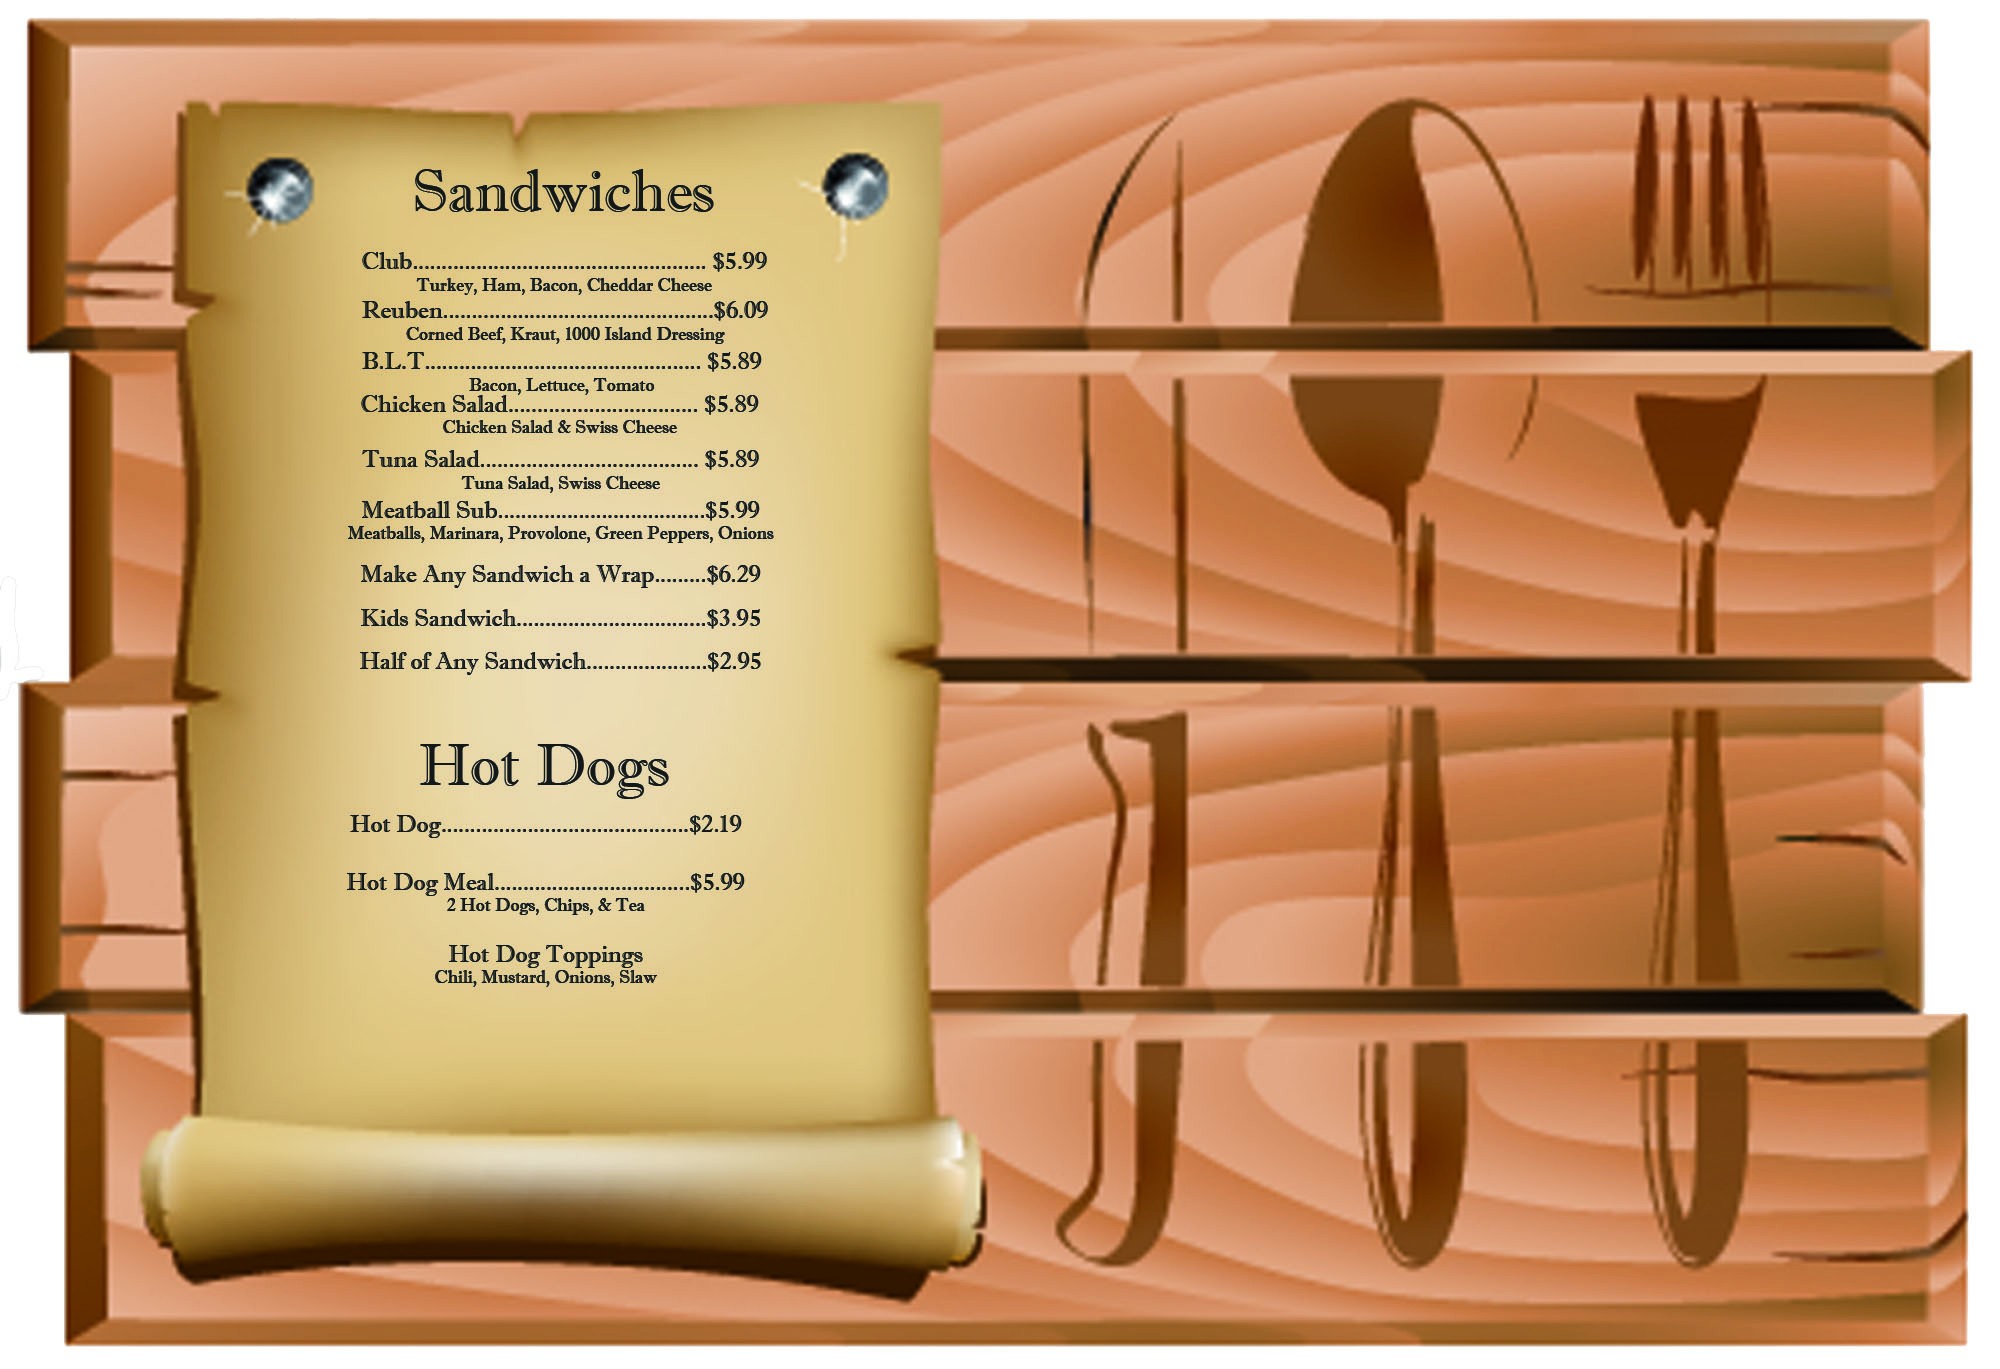 Sandwiches
Club................................................... $5.99
Turkey, Ham, Bacon, Cheddar Cheese
Reuben...............................................$6.09
Corned Beef, Kraut, 1000 Island Dressing
B.L.T................................................ $5.89
Bacon, Lettuce, Tomato
Chicken Salad................................. $5.89
Chicken Salad & Swiss Cheese
Tuna Salad...................................... $5.89
Tuna Salad, Swiss Cheese
Meatball Sub....................................$5.99
Meatballs, Marinara, Provolone, Green Peppers, Onions
Make Any Sandwich a Wrap.........$6.29
Kids Sandwich.................................$3.95
Half of Any Sandwich.....................$2.95
Hot Dogs
Hot Dog...........................................$2.19
Hot Dog Meal..................................$5.99
2 Hot Dogs, Chips, & Tea
Hot Dog Toppings
Chili, Mustard, Onions, Slaw